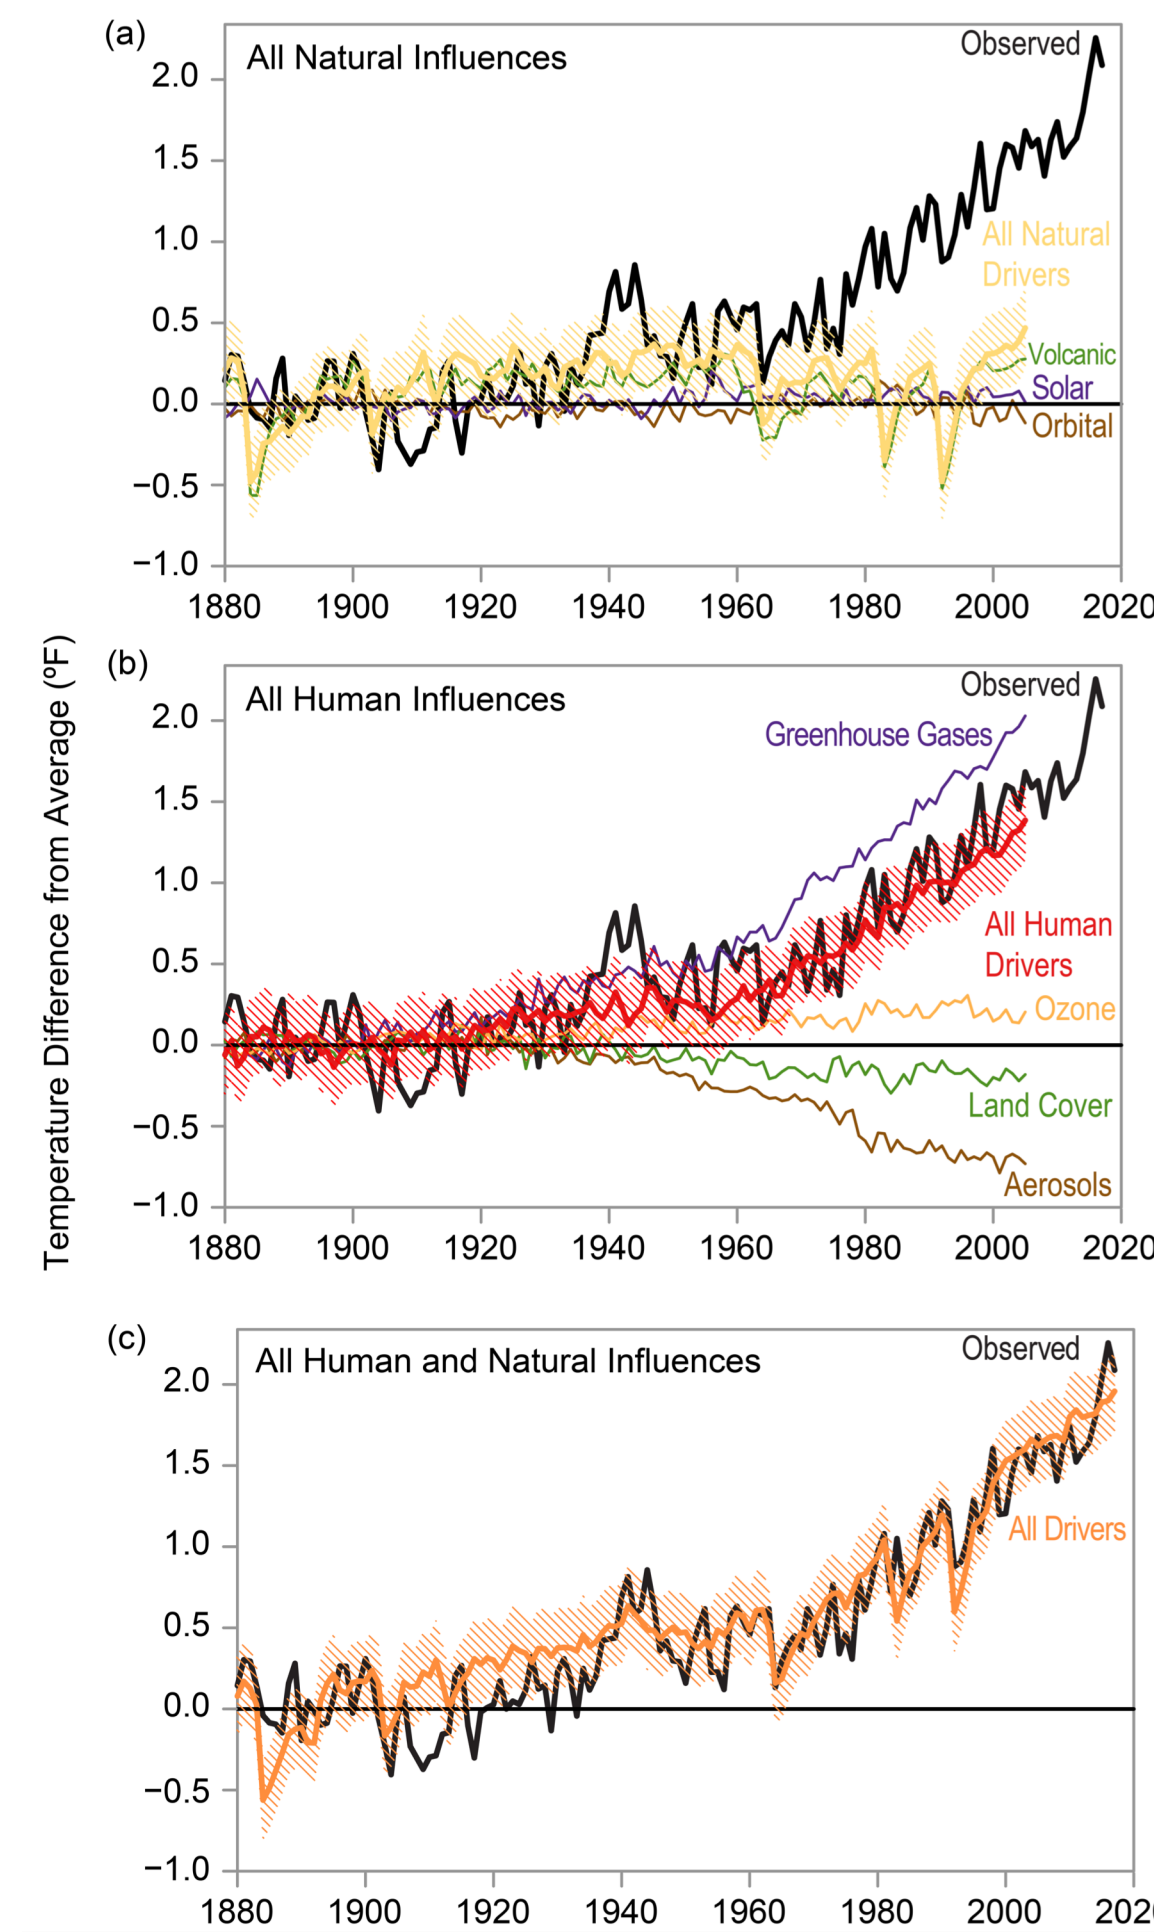 (a)
All Natural Influences
Observed
2.0
1.5
1.0
0.5
0.0
−0.5
−1.0
All Natural
Drivers
Volcanic
Solar
Orbital
1880 1900 1920 1940 1960 1980 2000 2020
Temperature Difference from Average (ºF)
(b)
All Human Influences
Observed
Greenhouse Gases
2.0
1.5
1.0
0.5
0.0
−0.5
−1.0
All Human
Drivers
Ozone
Land Cover
Aerosols
1880 1900 1920 1940 1960 1980 2000 2020
(c)
All Human and Natural Influences
Observed
2.0
1.5
1.0
0.5
0.0
−0.5
−1.0
All Drivers
1880 1900 1920 1940 1960 1980 2000 202